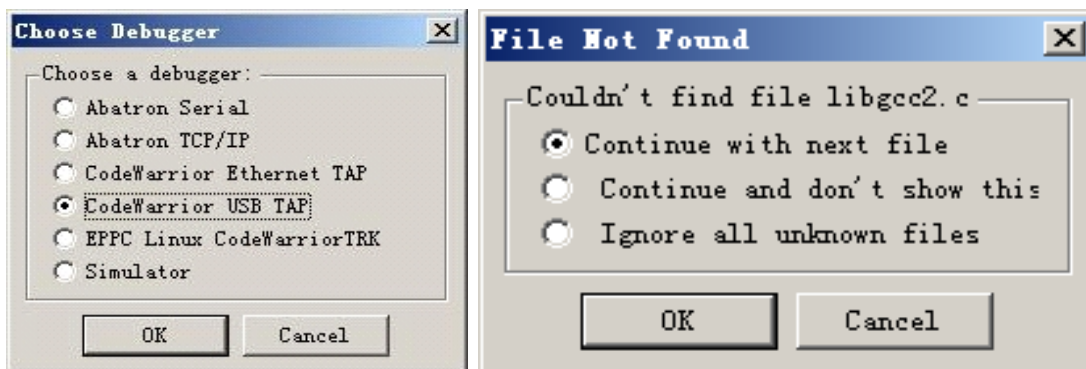 Choose Debugger
Choose a debugger:
Abatron Serial
Abatron TCP/IP
CodeWarrior Ethernet TAP
CodeWarrior USB TAP
EPPC Linux CodeWarriorTRK
Simulator
OK Cancel
File Not Found
Couldn't find file libgcc2.c
Continue with next file
Continue and don't show this
Ignore all unknown files
OK Cancel